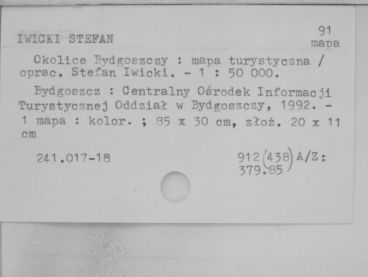 91
IWICKI STEFAN mapa
Okolice Bydgoszczy : mapa turystyczna /
oprac. Stefan Iwicki. - 1 : 50 000.
Bydgoszcz : Centralny Ośrodek Informacji
Turystycznej Oddział w Bydgoszczy, 1992. -
1 mapa : kolor. ; 85 x 30 cm, złoż. 20 x 11
cm
241.017-18 912(438)A/Z:
379.85